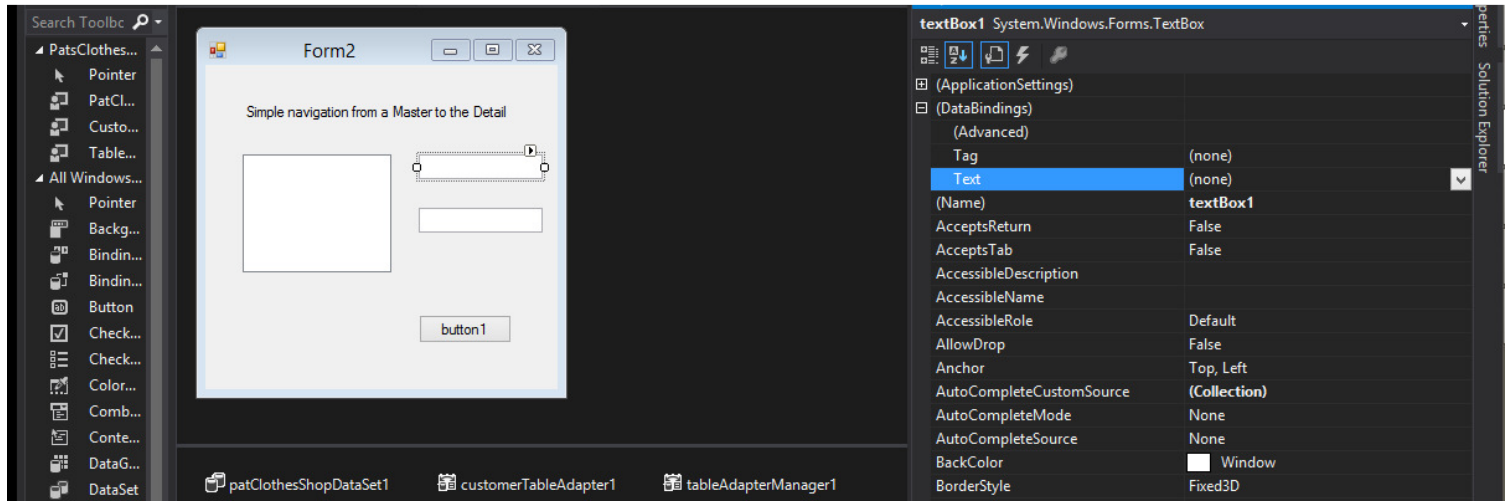 Search Toolbc
PatsClothes...
Pointer
PatCl...
Custo...
Table...
All Windows...
Pointer
Backg...
Bindin...
Bindin...
Button
Check...
Check...
Color...
Comb...
Conte...
DataG...
DataSet
Form2
Simple navigation from a Master to the Detail
button1
patClothesShopDataSet1 customerTableAdapter1 tableAdapterManager1
textBox1 System.Windows.Forms.TextBox
(ApplicationSettings)
(DataBindings)
(Advanced)
Tag (none)
Text (none)
(Name) textBox1
AcceptsReturn False
AcceptsTab False
AccessibleDescription
AccessibleName
AccessibleRole Default
AllowDrop False
Anchor Top, Left
AutoCompleteCustomSource (Collection)
AutoCompleteMode None
AutoCompleteSource None
BackColor Window
BorderStyle Fixed3D
perties
Solution Explorer